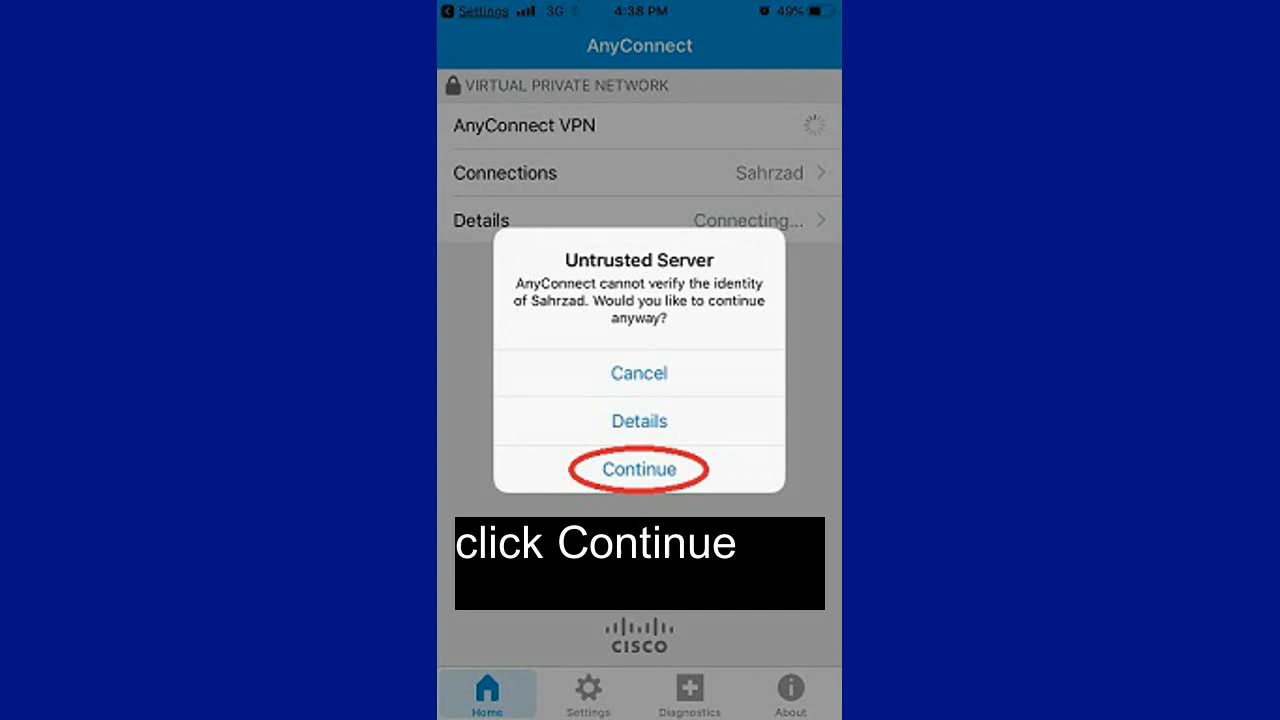 Settings 3G 4:38 PM 49%
AnyConnect
VIRTUAL PRIVATE NETWORK
AnyConnect VPN
Connections Sahrzad
Details Connecting...
Untrusted Server
AnyConnect cannot verify the identity
of Sahrzad. Would you like to continue
anyway?
Cancel
Details
Continue
click Continue
CISCO
Home Settings Diagnostics About